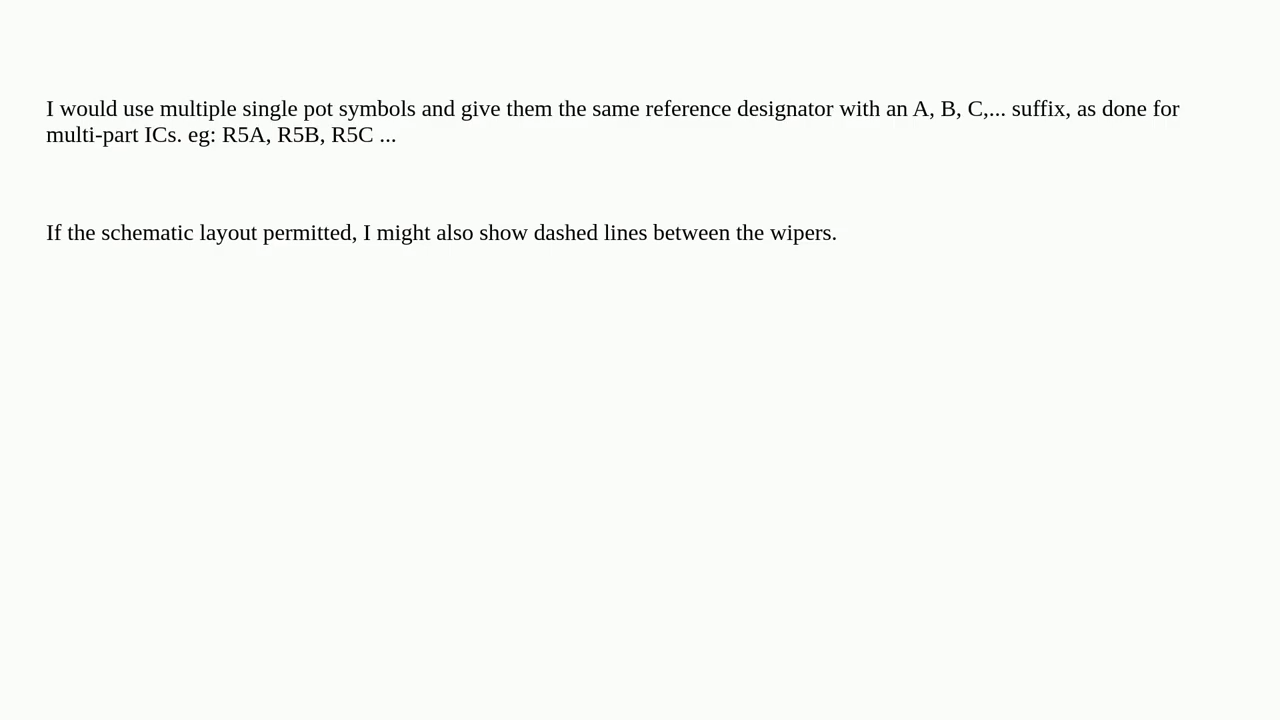 I would use multiple single pot symbols and give them the same reference designator with an A, B, C,... suffix, as done for
multi-part ICs. eg: R5A, R5B, R5C ...
If the schematic layout permitted, I might also show dashed lines between the wipers.